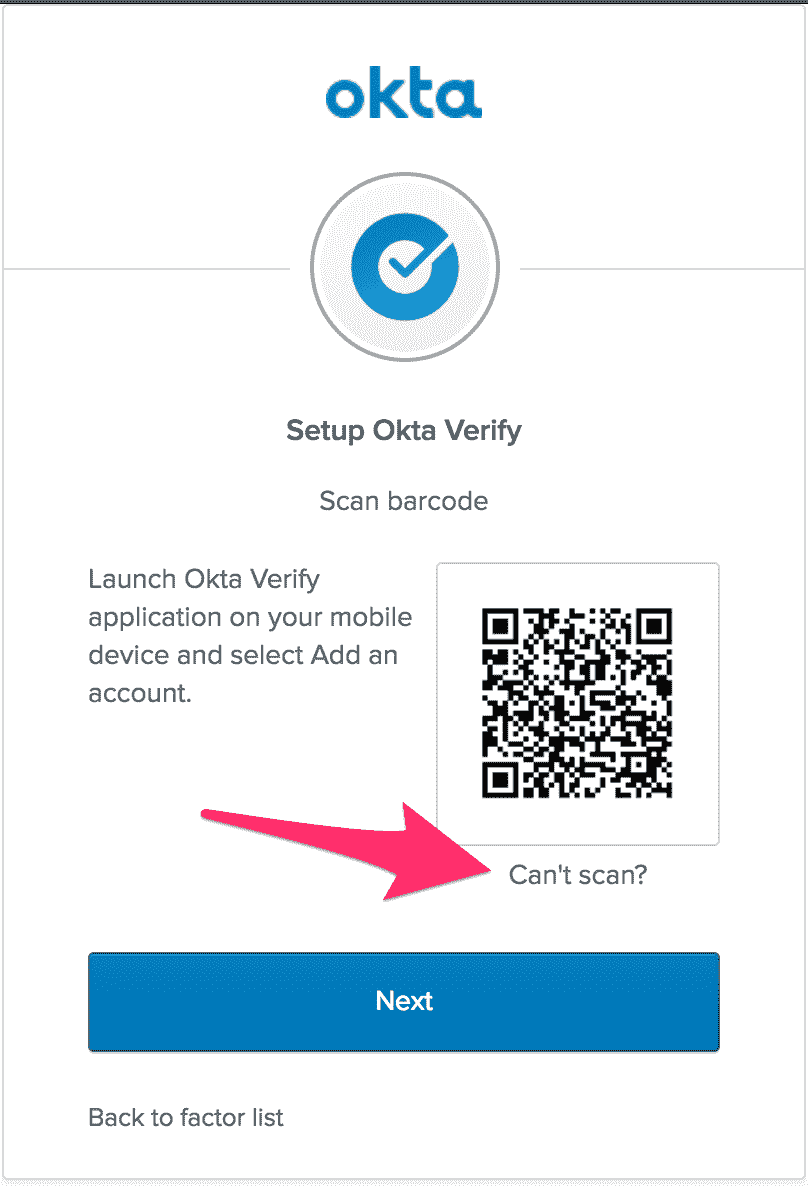 okta
Setup Okta Verify
Scan barcode
Launch Okta Verify
application on your mobile
device and select Add an
account.
Can't scan?
Next
Back to factor list